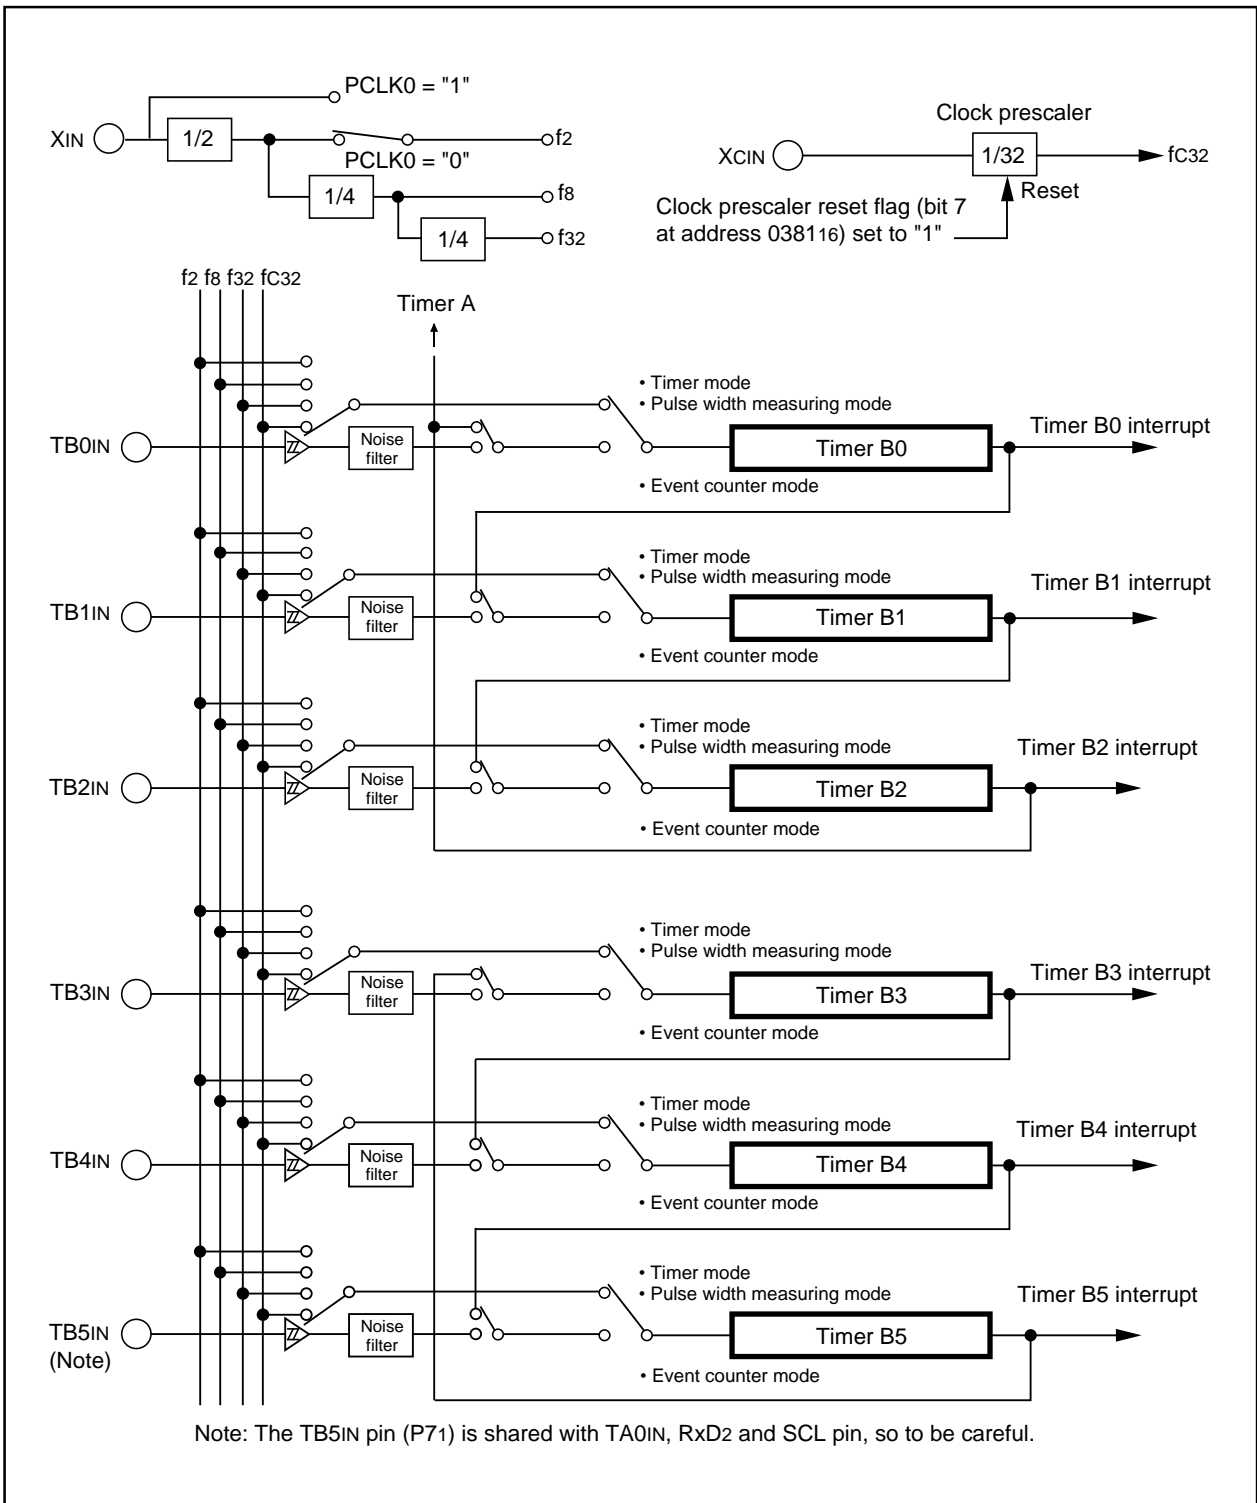 PCLK0 = "1"
XIN
1/2
f2
PCLK0 = "0"
1/4
f8
1/4
f32
Clock prescaler
XCIN
1/32
fC32
Reset
Clock prescaler reset flag (bit 7
at address 038116) set to "1"
f2 f8 f32 fC32
Timer A
• Timer mode
• Pulse width measuring mode
TB0IN
Noise
filter
Timer B0
Timer B0 interrupt
• Event counter mode
• Timer mode
• Pulse width measuring mode
TB1IN
Noise
filter
Timer B1
Timer B1 interrupt
• Event counter mode
• Timer mode
• Pulse width measuring mode
TB2IN
Noise
filter
Timer B2
Timer B2 interrupt
• Event counter mode
• Timer mode
• Pulse width measuring mode
TB3IN
Noise
filter
Timer B3
Timer B3 interrupt
• Event counter mode
• Timer mode
• Pulse width measuring mode
TB4IN
Noise
filter
Timer B4
Timer B4 interrupt
• Event counter mode
• Timer mode
• Pulse width measuring mode
TB5IN
(Note)
Noise
filter
Timer B5
Timer B5 interrupt
• Event counter mode
Note: The TB5IN pin (P71) is shared with TA0IN, RxD2 and SCL pin, so to be careful.